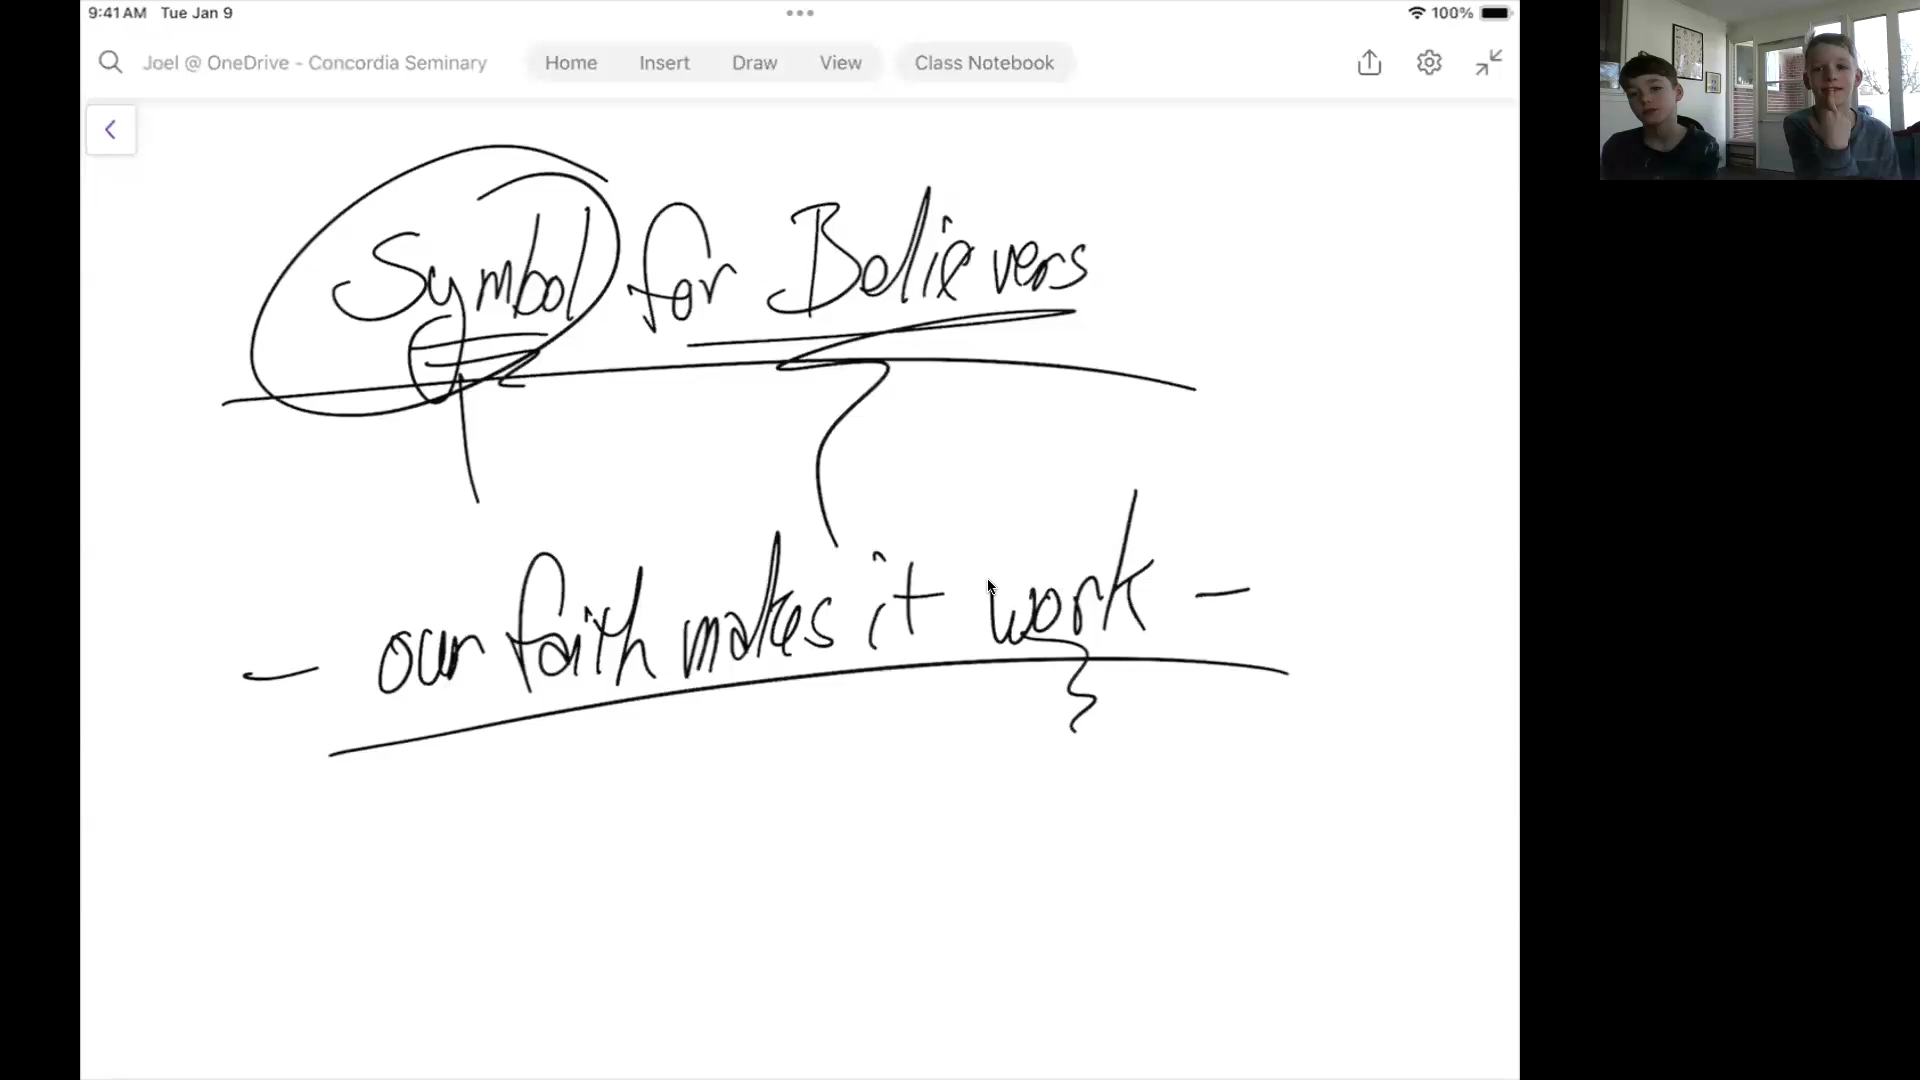 9:41 AM Tue Jan 9 100%
Joel @ OneDrive - Concordia Seminary Home Insert Draw View Class Notebook
Symbol for Believers
- our faith makes it work -